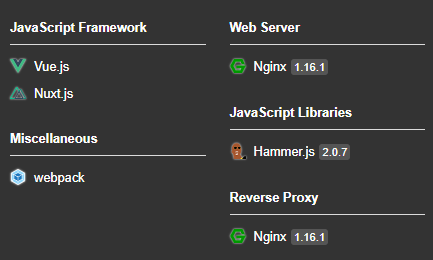 JavaScript Framework
Vue.js
Nuxt.js
Miscellaneous
webpack
Web Server
Nginx 1.16.1
JavaScript Libraries
Hammer.js 2.0.7
Reverse Proxy
Nginx 1.16.1